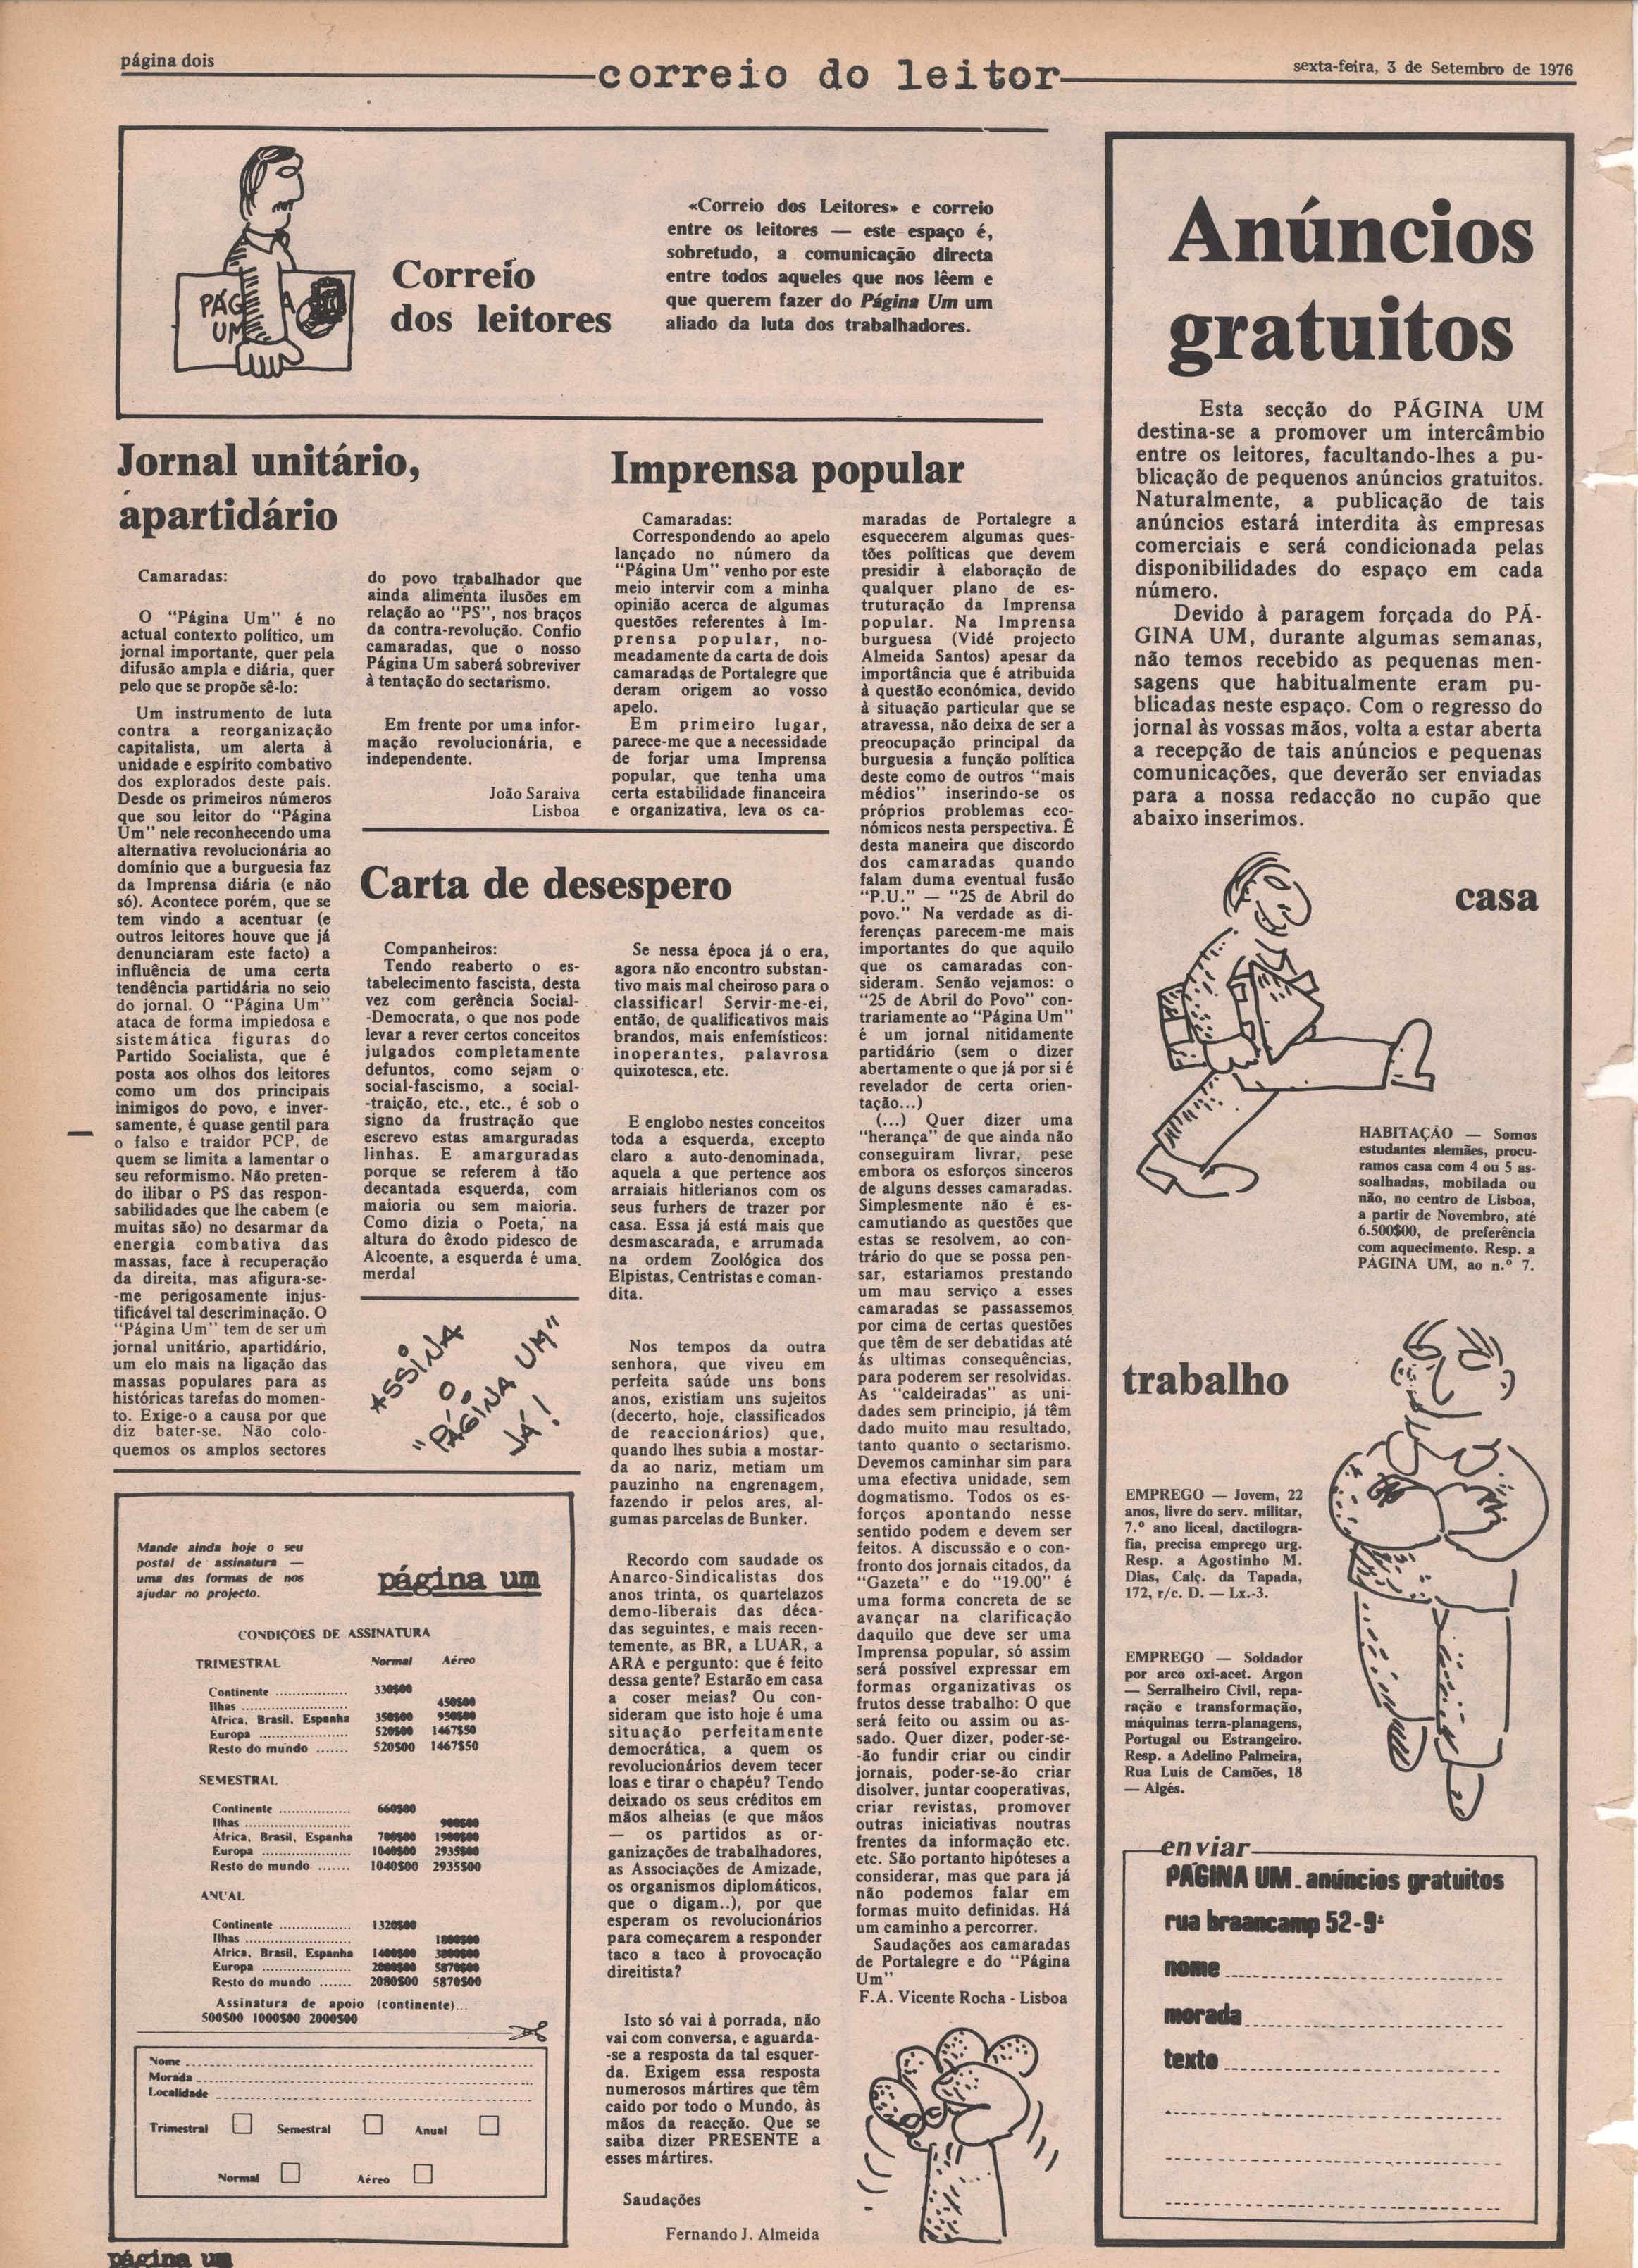 página dois
correio do leitor
sexta-feira, 3 de Setembro de 1976
PÁG
UM
Correio
dos leitores
«Correio dos Leitores» e correio
entre os leitores — este espaço é,
sobretudo, a comunicação directa
entre todos aqueles que nos lêem e
que querem fazer do Página Um um
aliado da luta dos trabalhadores.
Jornal unitário,
apartidário
Camaradas:
O "Página Um" é no
actual contexto político, um
jornal importante, quer pela
difusão ampla e diária, quer
pelo que se propõe sê-lo:
Um instrumento de luta
contra a reorganização
capitalista, um alerta à
unidade e espírito combativo
dos explorados deste país.
Desde os primeiros números
que sou leitor do "Página
Um" nele reconhecendo uma
alternativa revolucionária ao
domínio que a burguesia faz
da Imprensa diária (e não
só). Acontece porém, que se
tem vindo a acentuar (e
outros leitores houve que já
denunciaram este facto) a
influência de uma certa
tendência partidária no seio
do jornal. O "Página Um"
ataca de forma impiedosa e
sistemática figuras do
Partido Socialista, que é
posta aos olhos dos leitores
como um dos principais
inimigos do povo, e inver-
samente, é quase gentil para
o falso e traidor PCP, de
quem se limita a lamentar o
seu reformismo. Não preten-
do ilibar o PS das respon-
sabilidades que lhe cabem (e
muitas são) no desarmar da
energia combativa das
massas, face à recuperação
da direita, mas afigura-se-
-me perigosamente injus-
tificável tal descriminação. O
"Página Um" tem de ser um
jornal unitário, apartidário,
um elo mais na ligação das
massas populares para as
históricas tarefas do momen-
to. Exige-o a causa por que
diz bater-se. Não colo-
quemos os amplos sectores
do povo trabalhador que
ainda alimenta ilusões em
relação ao "PS", nos braços
da contra-revolução. Confio
camaradas, que o nosso
Página Um saberá sobreviver
à tentação do sectarismo.
Em frente por uma infor-
mação revolucionária, e
independente.
João Saraiva
Lisboa
Imprensa popular
Camaradas:
Correspondendo ao apelo
lançado no número da
"Página Um" venho por este
meio intervir com a minha
opinião acerca de algumas
questões referentes à Im-
prensa popular, no-
meadamente da carta de dois
camaradas de Portalegre que
deram origem ao vosso
apelo.
Em primeiro lugar,
parece-me que a necessidade
de forjar uma Imprensa
popular, que tenha uma
certa estabilidade financeira
e organizativa, leva os ca-
maradas de Portalegre a
esquecerem algumas ques-
tões políticas que devem
presidir à elaboração de
qualquer plano de es-
truturação da Imprensa
popular. Na Imprensa
burguesa (Vidé projecto
Almeida Santos) apesar da
importância que é atribuida
à questão económica, devido
à situação particular que se
atravessa, não deixa de ser a
preocupação principal da
burguesia a função política
deste como de outros "mais
médios" inserindo-se os
próprios problemas eco-
nómicos nesta perspectiva. É
desta maneira que discordo
dos camaradas quando
falam duma eventual fusão
"P.U." — "25 de Abril do
povo." Na verdade as di-
ferenças parecem-me mais
importantes do que aquilo
que os camaradas con-
sideram. Senão vejamos: o
"25 de Abril do Povo" con-
trariamente ao "Página Um"
é um jornal nitidamente
partidário (sem o dizer
abertamente o que já por si é
revelador de certa orien-
tação...)
(...) Quer dizer uma
"herança" de que ainda não
conseguiram livrar, pese
embora os esforços sinceros
de alguns desses camaradas.
Simplesmente não é es-
camutiando as questões que
estas se resolvem, ao con-
trário do que se possa pen-
sar, estariamos prestando
um mau serviço a esses
camaradas se passassemos
por cima de certas questões
que têm de ser debatidas até
ás ultimas consequências,
para poderem ser resolvidas.
As "caldeiradas" as uni-
dades sem principio, já têm
dado muito mau resultado,
tanto quanto o sectarismo.
Devemos caminhar sim para
uma efectiva unidade, sem
dogmatismo. Todos os es-
forços apontando nesse
sentido podem e devem ser
feitos. A discussão e o con-
fronto dos jornais citados, da
"Gazeta" e do "19.00" é
uma forma concreta de se
avançar na clarificação
daquilo que deve ser uma
Imprensa popular, só assim
será possível expressar em
formas organizativas os
frutos desse trabalho: O que
será feito ou assim ou as-
sado. Quer dizer, poder-se-
-ão fundir criar ou cindir
jornais, poder-se-ão criar
disolver, juntar cooperativas,
criar revistas, promover
outras iniciativas noutras
frentes da informação etc.
etc. São portanto hipóteses a
considerar, mas que para já
não podemos falar em
formas muito definidas. Há
um caminho a percorrer.
Saudações aos camaradas
de Portalegre e do "Página
Um"
F.A. Vicente Rocha - Lisboa
Carta de desespero
Companheiros:
Tendo reaberto o es-
tabelecimento fascista, desta
vez com gerência Social-
-Democrata, o que nos pode
levar a rever certos conceitos
julgados completamente
defuntos, como sejam o
social-fascismo, a social-
-traição, etc., etc., é sob o
signo da frustração que
escrevo estas amarguradas
linhas. E amarguradas
porque se referem à tão
decantada esquerda, com
maioria ou sem maioria.
Como dizia o Poeta, na
altura do êxodo pidesco de
Alcoente, a esquerda é uma
merda!
Se nessa época já o era,
agora não encontro substan-
tivo mais mal cheiroso para o
classificar! Servir-me-ei,
então, de qualificativos mais
brandos, mais enfemísticos:
inoperantes, palavrosa
quixotesca, etc.
E englobo nestes conceitos
toda a esquerda, excepto
claro a auto-denominada,
aquela a que pertence aos
arraiais hitlerianos com os
seus furhers de trazer por
casa. Essa já está mais que
desmascarada, e arrumada
na ordem Zoológica dos
Elpistas, Centristas e coman-
dita.
Nos tempos da outra
senhora, que viveu em
perfeita saúde uns bons
anos, existiam uns sujeitos
(decerto, hoje, classificados
de reaccionários) que,
quando lhes subia a mostar-
da ao nariz, metiam um
pauzinho na engrenagem,
fazendo ir pelos ares, al-
gumas parcelas de Bunker.
Recordo com saudade os
Anarco-Sindicalistas dos
anos trinta, os quartelazos
demo-liberais das déca-
das seguintes, e mais recen-
temente, as BR, a LUAR, a
ARA e pergunto: que é feito
dessa gente? Estarão em casa
a coser meias? Ou con-
sideram que isto hoje é uma
situação perfeitamente
democrática, a quem os
revolucionários devem tecer
loas e tirar o chapéu? Tendo
deixado os seus créditos em
mãos alheias (e que mãos
— os partidos as or-
ganizações de trabalhadores,
as Associações de Amizade,
os organismos diplomáticos,
que o digam..), por que
esperam os revolucionários
para começarem a responder
taco a taco à provocação
direitista?
Isto só vai à porrada, não
vai com conversa, e aguarda-
-se a resposta da tal esquer-
da. Exigem essa resposta
numerosos mártires que têm
caido por todo o Mundo, às
mãos da reacção. Que se
saiba dizer PRESENTE a
esses mártires.
Saudações
Fernando J. Almeida
ASSINA
O
"PÁGINA UM"
JÁ!
Mande ainda hoje o seu
postal de assinatura —
uma das formas de nos
ajudar no projecto.
página um
CONDIÇÕES DE ASSINATURA
TRIMESTRAL Normal Aéreo
Continente ................ 330$00
Ilhas ........................ 450$00
Africa, Brasil, Espanha 350$00 950$00
Europa .................... 520$00 1467$50
Resto do mundo ....... 520$00 1467$50
SEMESTRAL
Continente ................ 660$00
Ilhas ........................ 900$00
Africa, Brasil, Espanha 700$00 1900$00
Europa .................... 1040$00 2935$00
Resto do mundo ....... 1040$00 2935$00
ANUAL
Continente ................ 1320$00
Ilhas ........................ 1800$00
Africa, Brasil, Espanha 1400$00 3800$00
Europa .................... 2080$00 5870$00
Resto do mundo ....... 2080$00 5870$00
Assinatura de apoio (continente)...
500$00 1000$00 2000$00
Nome
Morada
Localidade
Trimestral Semestral Anual
Normal Aéreo
página um
Anúncios
gratuitos
Esta secção do PÁGINA UM
destina-se a promover um intercâmbio
entre os leitores, facultando-lhes a pu-
blicação de pequenos anúncios gratuitos.
Naturalmente, a publicação de tais
anúncios estará interdita às empresas
comerciais e será condicionada pelas
disponibilidades do espaço em cada
número.
Devido à paragem forçada do PÁ-
GINA UM, durante algumas semanas,
não temos recebido as pequenas men-
sagens que habitualmente eram pu-
blicadas neste espaço. Com o regresso do
jornal às vossas mãos, volta a estar aberta
a recepção de tais anúncios e pequenas
comunicações, que deverão ser enviadas
para a nossa redacção no cupão que
abaixo inserimos.
casa
HABITAÇÃO — Somos
estudantes alemães, procu-
ramos casa com 4 ou 5 as-
soalhadas, mobilada ou
não, no centro de Lisboa,
a partir de Novembro, até
6.500$00, de preferência
com aquecimento. Resp. a
PÁGINA UM, ao n.º 7.
trabalho
EMPREGO — Jovem, 22
anos, livre do serv. militar,
7.º ano liceal, dactilogra-
fia, precisa emprego urg.
Resp. a Agostinho M.
Dias, Calç. da Tapada,
172, r/c. D. — Lx.-3.
EMPREGO — Soldador
por arco oxi-acet. Argon
— Serralheiro Civil, repa-
ração e transformação,
máquinas terra-planagens,
Portugal ou Estrangeiro.
Resp. a Adelino Palmeira,
Rua Luís de Camões, 18
— Algés.
enviar
PÁGINA UM - anúncios gratuitos
rua braancamp 52-9º
nome
morada
texto